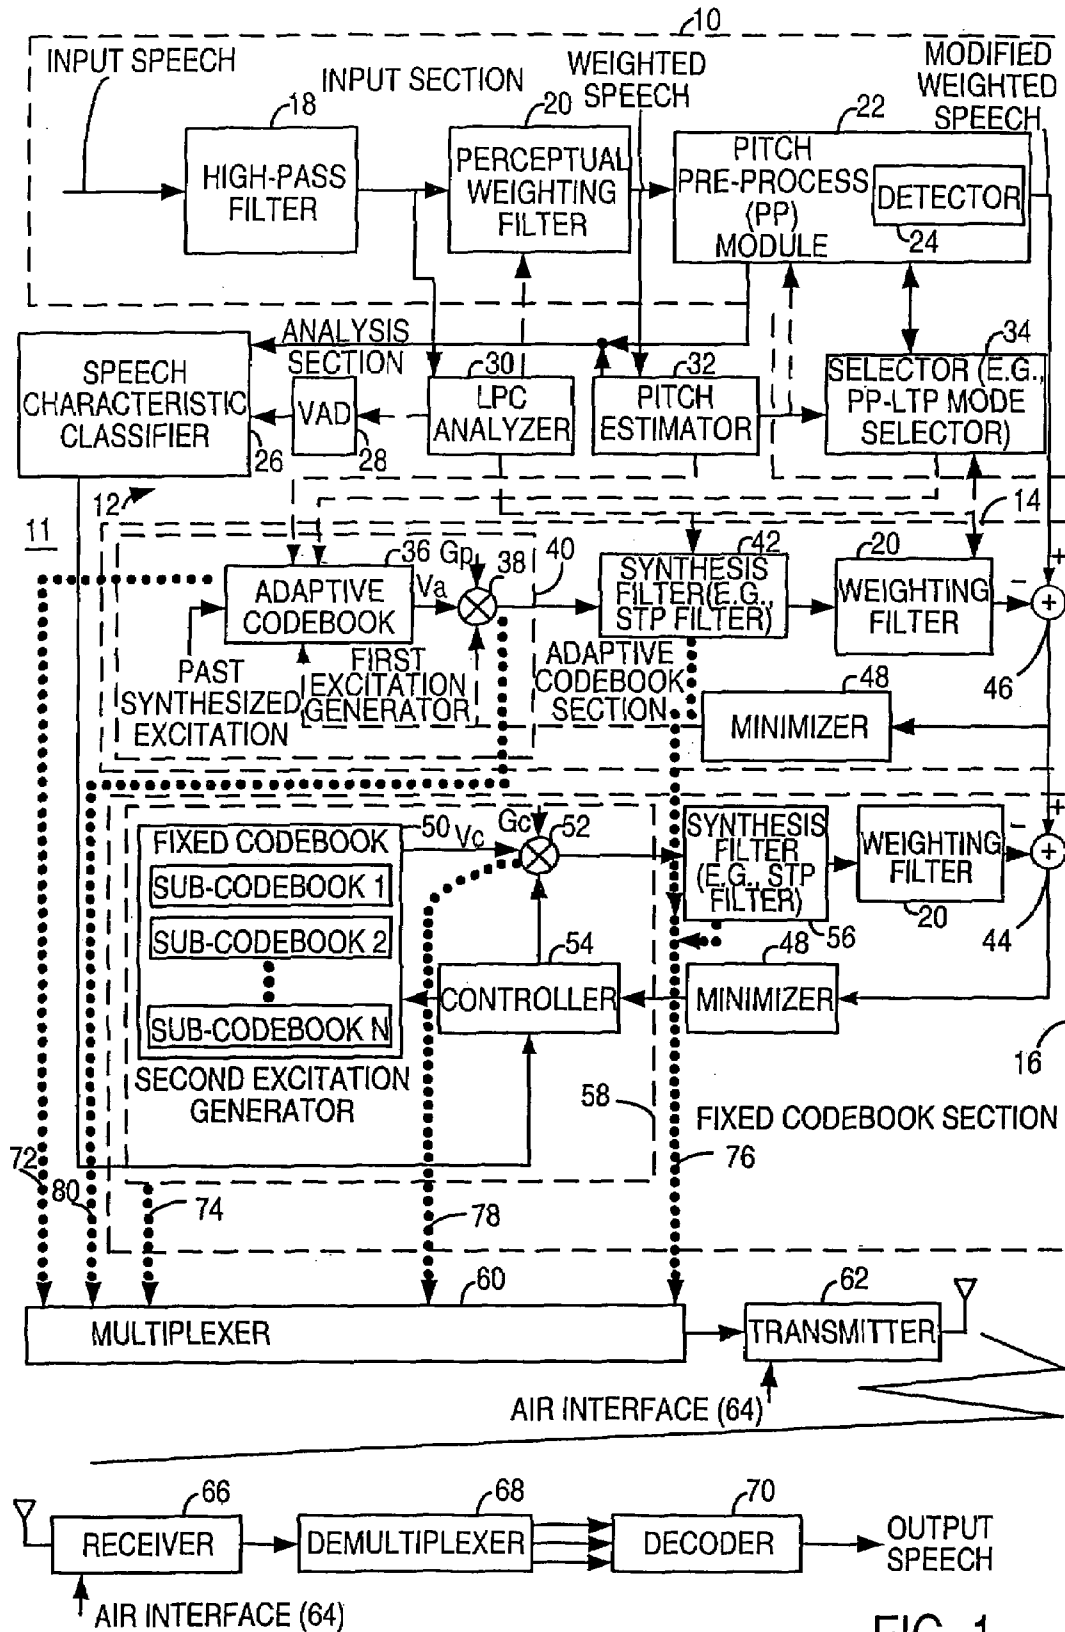 10
INPUT SPEECH
INPUT SECTION
WEIGHTED
SPEECH
MODIFIED
WEIGHTED
SPEECH
18
HIGH-PASS
FILTER
20
PERCEPTUAL
WEIGHTING
FILTER
22
PITCH
PRE-PROCESS
(PP)
MODULE
DETECTOR
24
ANALYSIS
SECTION
SPEECH
CHARACTERISTIC
CLASSIFIER
26
VAD
28
30
LPC
ANALYZER
32
PITCH
ESTIMATOR
34
SELECTOR (E.G.,
PP-LTP MODE
SELECTOR)
12
11
14
36
ADAPTIVE
CODEBOOK
Gp
Va
38
40
42
SYNTHESIS
FILTER(E.G.,
STP FILTER)
20
WEIGHTING
FILTER
-
+
+
46
PAST
SYNTHESIZED
EXCITATION
FIRST
EXCITATION
GENERATOR
ADAPTIVE
CODEBOOK
SECTION
48
MINIMIZER
FIXED CODEBOOK
50
Vc
Gc
52
SUB-CODEBOOK 1
SUB-CODEBOOK 2
SUB-CODEBOOK N
SYNTHESIS
FILTER
(E.G., STP
FILTER)
56
WEIGHTING
FILTER
20
-
+
+
44
54
CONTROLLER
48
MINIMIZER
16
SECOND EXCITATION
GENERATOR
58
FIXED CODEBOOK SECTION
72
80
74
78
76
60
MULTIPLEXER
62
TRANSMITTER
AIR INTERFACE (64)
66
RECEIVER
68
DEMULTIPLEXER
70
DECODER
OUTPUT
SPEECH
AIR INTERFACE (64)
FIG. 1